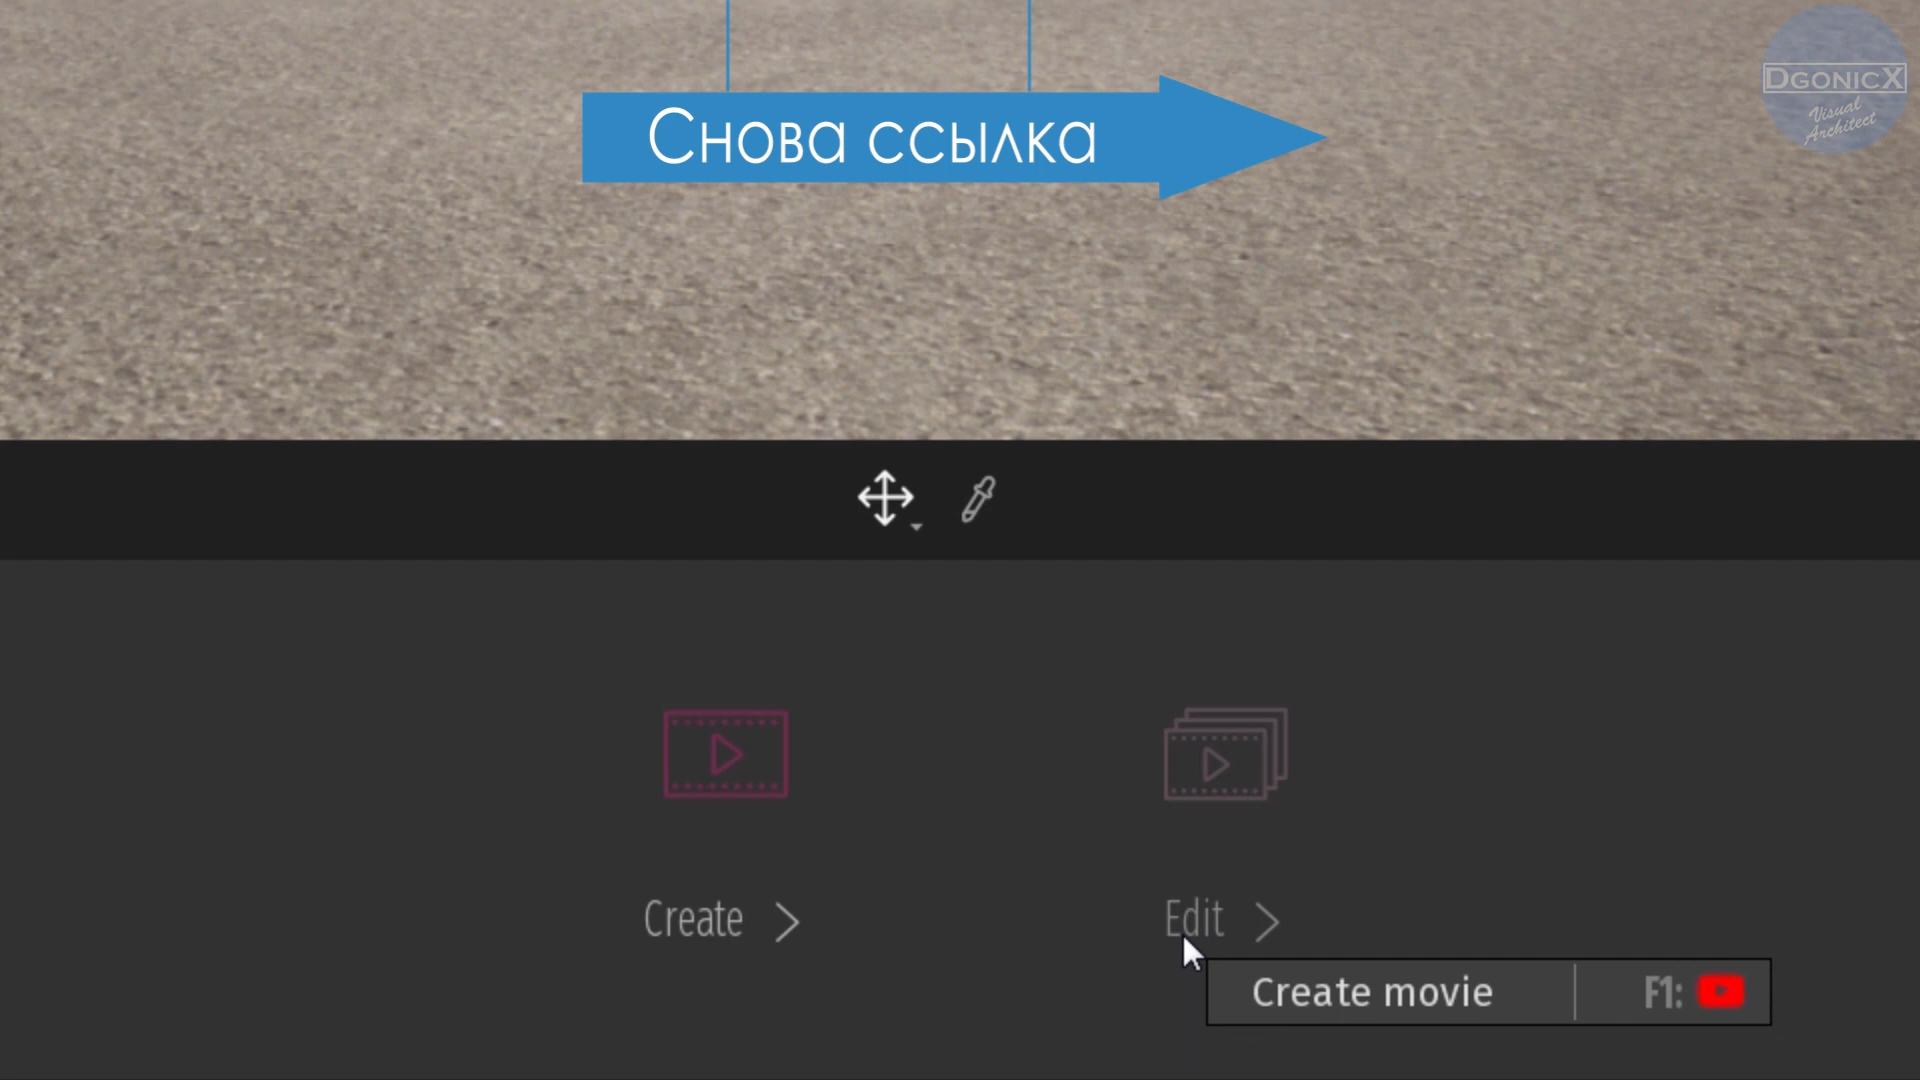 DGONICX
Visual
Architect
Снова ссылка
Create
Edit
Create movie
F1: